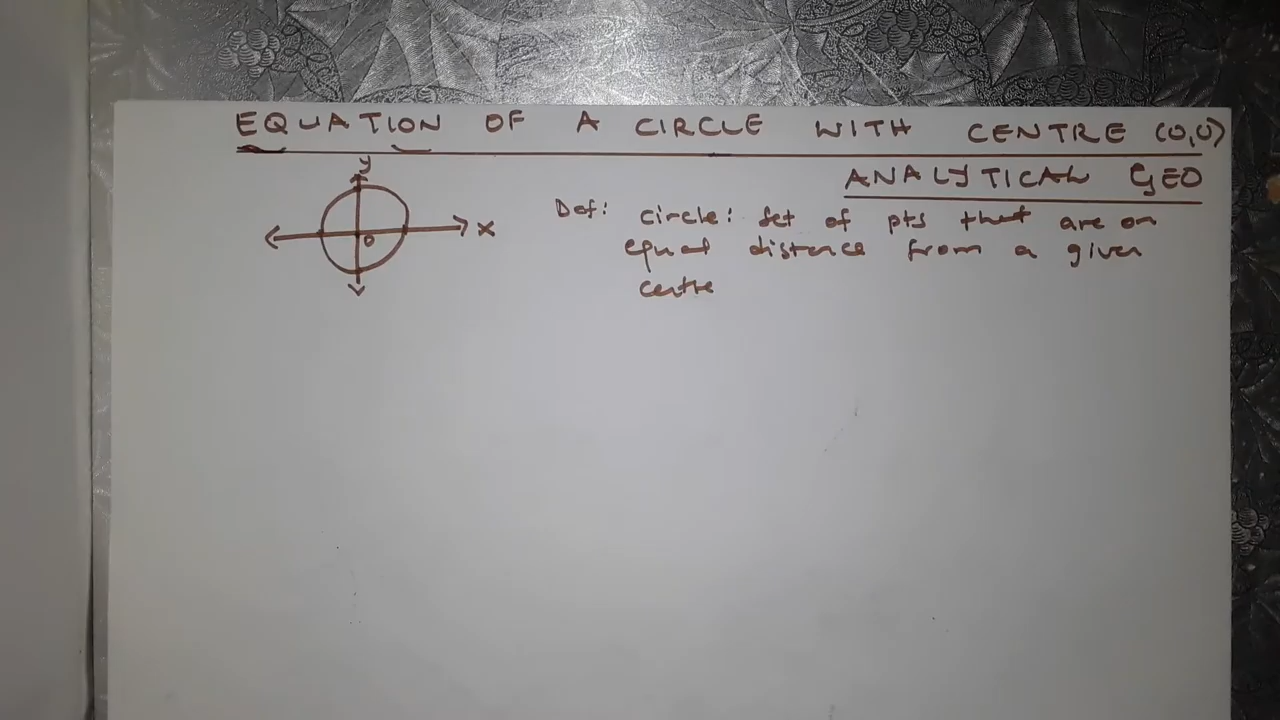 EQUATION OF A CIRCLE WITH CENTRE (0,0)
ANALYTICAL GEO
y
x
0
Def: circle: set of pts that are on
equal distance from a given
centre